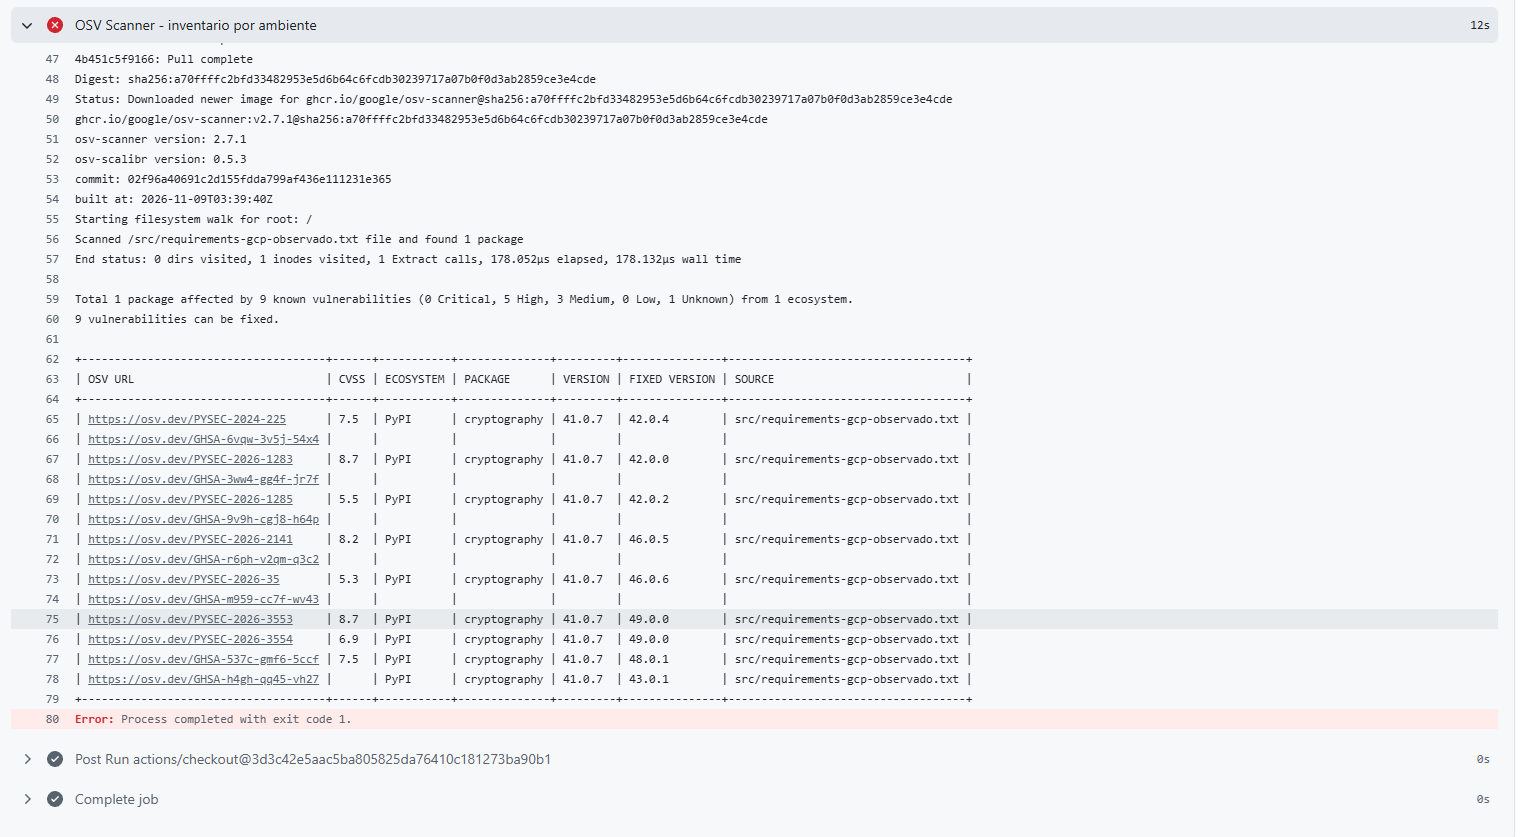 OSV Scanner - inventario por ambiente 12s
47 4b451c5f9166: Pull complete
48 Digest: sha256:a70ffffc2bfd33482953e5d6b64c6fcdb30239717a07b0f0d3ab2859ce3e4cde
49 Status: Downloaded newer image for ghcr.io/google/osv-scanner@sha256:a70ffffc2bfd33482953e5d6b64c6fcdb30239717a07b0f0d3ab2859ce3e4cde
50 ghcr.io/google/osv-scanner:v2.7.1@sha256:a70ffffc2bfd33482953e5d6b64c6fcdb30239717a07b0f0d3ab2859ce3e4cde
51 osv-scanner version: 2.7.1
52 osv-scalibr version: 0.5.3
53 commit: 02f96a40691c2d155fdda799af436e111231e365
54 built at: 2026-11-09T03:39:40Z
55 Starting filesystem walk for root: /
56 Scanned /src/requirements-gcp-observado.txt file and found 1 package
57 End status: 0 dirs visited, 1 inodes visited, 1 Extract calls, 178.052µs elapsed, 178.132µs wall time
58
59 Total 1 package affected by 9 known vulnerabilities (0 Critical, 5 High, 3 Medium, 0 Low, 1 Unknown) from 1 ecosystem.
60 9 vulnerabilities can be fixed.
61
62 +-------------------------------------+------+-----------+--------------+---------+---------------+------------------------------------+
63 | OSV URL | CVSS | ECOSYSTEM | PACKAGE | VERSION | FIXED VERSION | SOURCE |
64 +-------------------------------------+------+-----------+--------------+---------+---------------+------------------------------------+
65 | https://osv.dev/PYSEC-2024-225 | 7.5 | PyPI | cryptography | 41.0.7 | 42.0.4 | src/requirements-gcp-observado.txt |
66 | https://osv.dev/GHSA-6vqw-3v5j-54x4 | | | | | | |
67 | https://osv.dev/PYSEC-2026-1283 | 8.7 | PyPI | cryptography | 41.0.7 | 42.0.0 | src/requirements-gcp-observado.txt |
68 | https://osv.dev/GHSA-3ww4-gg4f-jr7f | | | | | | |
69 | https://osv.dev/PYSEC-2026-1285 | 5.5 | PyPI | cryptography | 41.0.7 | 42.0.2 | src/requirements-gcp-observado.txt |
70 | https://osv.dev/GHSA-9v9h-cgj8-h64p | | | | | | |
71 | https://osv.dev/PYSEC-2026-2141 | 8.2 | PyPI | cryptography | 41.0.7 | 46.0.5 | src/requirements-gcp-observado.txt |
72 | https://osv.dev/GHSA-r6ph-v2qm-q3c2 | | | | | | |
73 | https://osv.dev/PYSEC-2026-35 | 5.3 | PyPI | cryptography | 41.0.7 | 46.0.6 | src/requirements-gcp-observado.txt |
74 | https://osv.dev/GHSA-m959-cc7f-wv43 | | | | | | |
75 | https://osv.dev/PYSEC-2026-3553 | 8.7 | PyPI | cryptography | 41.0.7 | 49.0.0 | src/requirements-gcp-observado.txt |
76 | https://osv.dev/PYSEC-2026-3554 | 6.9 | PyPI | cryptography | 41.0.7 | 49.0.0 | src/requirements-gcp-observado.txt |
77 | https://osv.dev/GHSA-537c-gmf6-5ccf | 7.5 | PyPI | cryptography | 41.0.7 | 48.0.1 | src/requirements-gcp-observado.txt |
78 | https://osv.dev/GHSA-h4gh-qq45-vh27 | | PyPI | cryptography | 41.0.7 | 43.0.1 | src/requirements-gcp-observado.txt |
79 +-------------------------------------+------+-----------+--------------+---------+---------------+------------------------------------+
80 Error: Process completed with exit code 1.
Post Run actions/checkout@3d3c42e5aac5ba805825da76410c181273ba90b1 0s
Complete job 0s